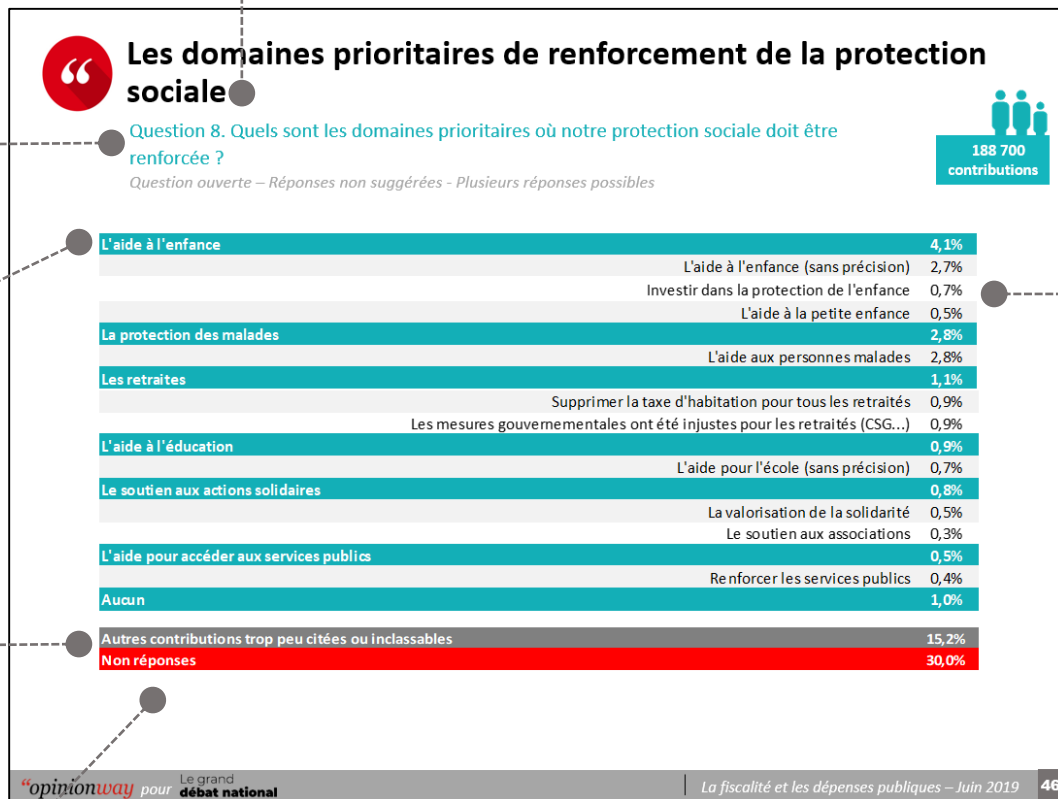 Les domaines prioritaires de renforcement de la protection
sociale
Question 8. Quels sont les domaines prioritaires où notre protection sociale doit être
renforcée ?
Question ouverte – Réponses non suggérées - Plusieurs réponses possibles
188 700
contributions
L'aide à l'enfance 4,1%
L'aide à l'enfance (sans précision) 2,7%
Investir dans la protection de l'enfance 0,7%
L'aide à la petite enfance 0,5%
La protection des malades 2,8%
L'aide aux personnes malades 2,8%
Les retraites 1,1%
Supprimer la taxe d'habitation pour tous les retraités 0,9%
Les mesures gouvernementales ont été injustes pour les retraités (CSG...) 0,9%
L'aide à l'éducation 0,9%
L'aide pour l'école (sans précision) 0,7%
Le soutien aux actions solidaires 0,8%
La valorisation de la solidarité 0,5%
Le soutien aux associations 0,3%
L'aide pour accéder aux services publics 0,5%
Renforcer les services publics 0,4%
Aucun 1,0%
Autres contributions trop peu citées ou inclassables 15,2%
Non réponses 30,0%
“opinionway pour Le grand
débat national
La fiscalité et les dépenses publiques – Juin 2019 46